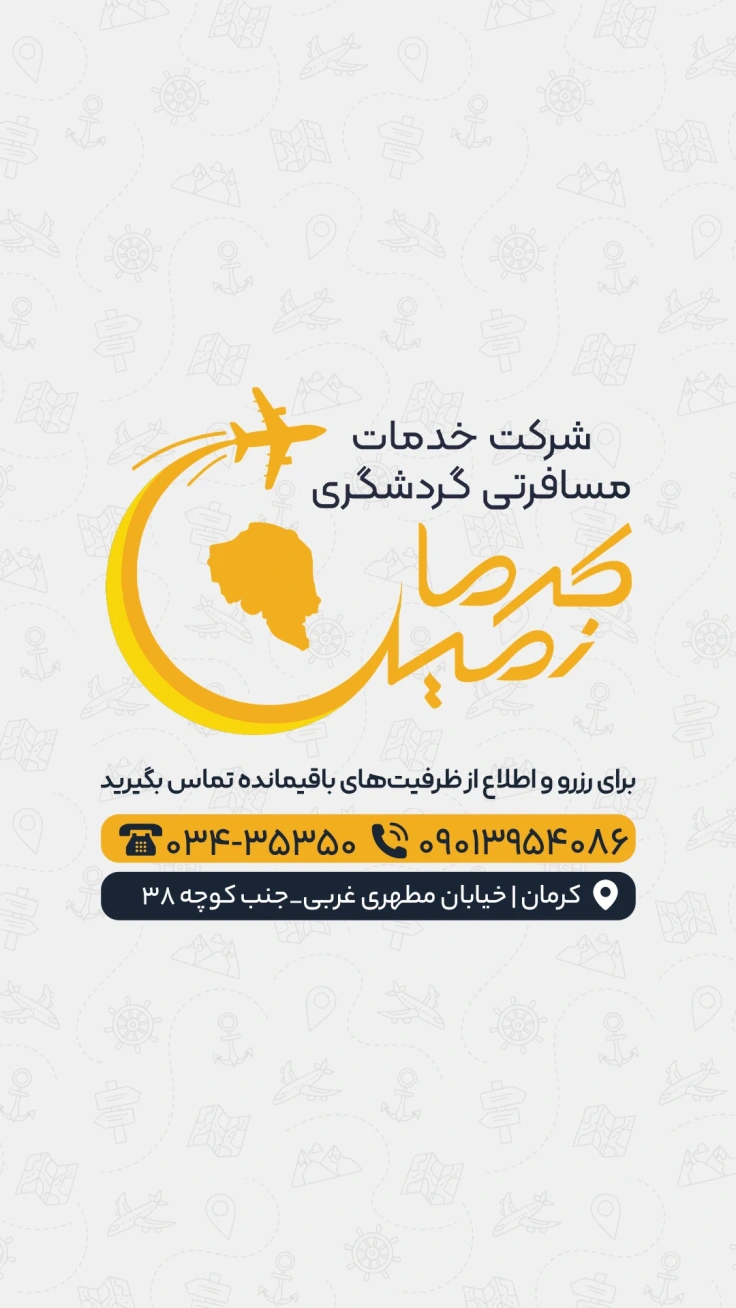 شرکت خدمات
مسافرتی گردشگری
گدرما
زمین
برای رزرو و اطلاع از ظرفیت‌های باقیمانده تماس بگیرید
۰۹۰۱۳۹۵۴۰۸۶ ۰۳۴-۳۵۳۵۰
کرمان | خیابان مطهری غربی_جنب کوچه ۳۸